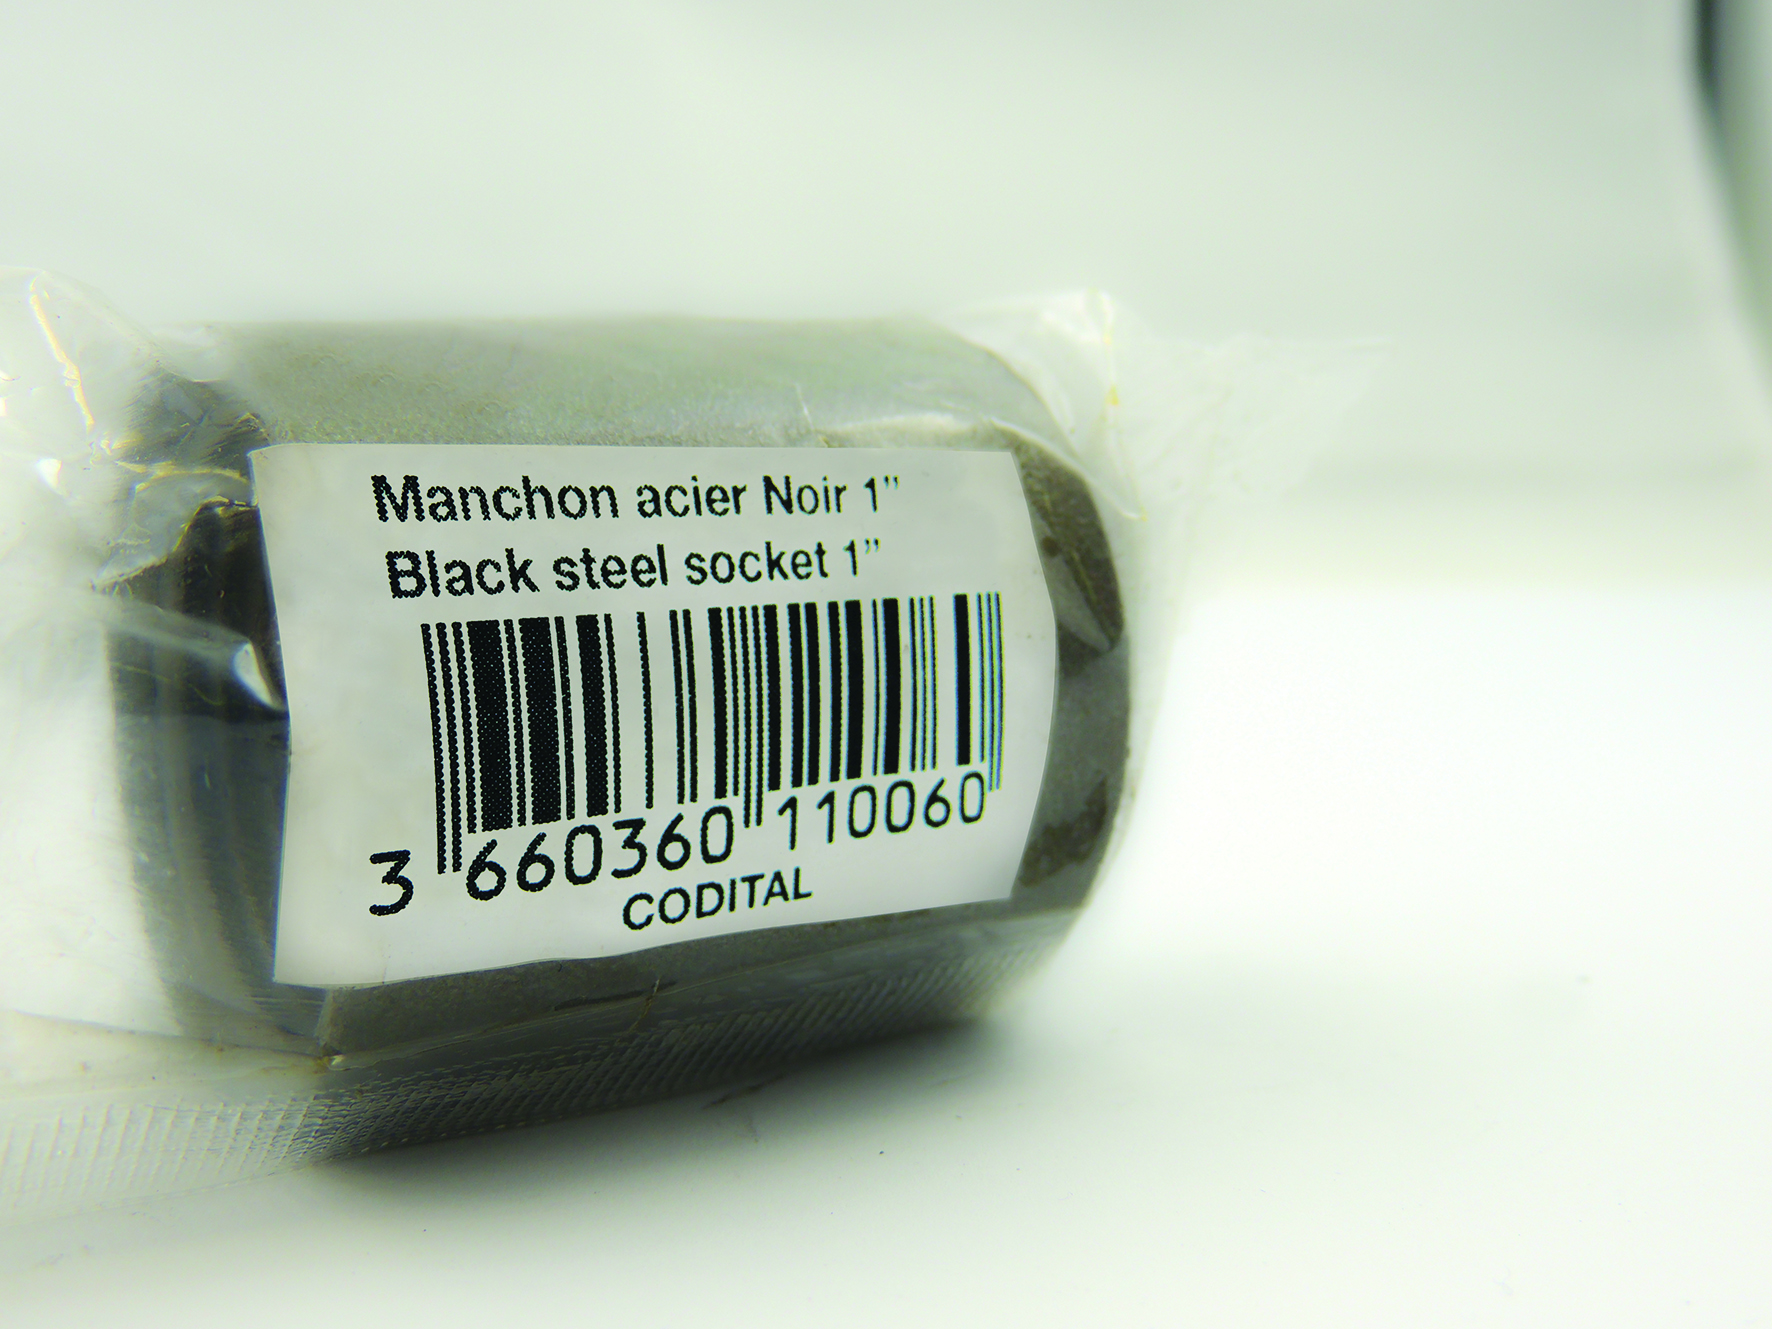 Manchon acier Noir 1"
Black steel socket 1"
3 660360 110060
CODITAL